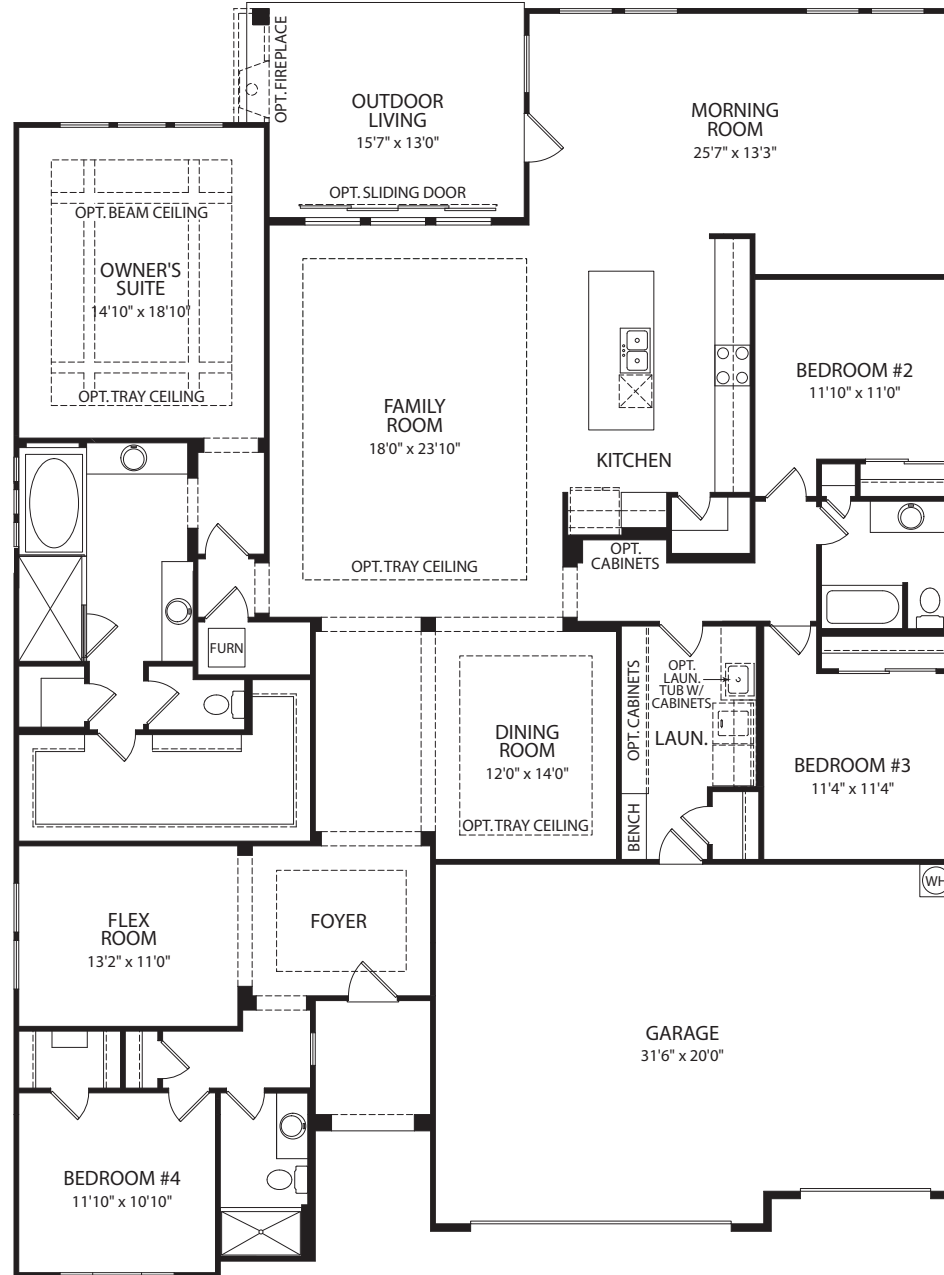 OPT. FIREPLACE
OUTDOOR
LIVING
15'7" x 13'0"
OPT. SLIDING DOOR
MORNING
ROOM
25'7" x 13'3"
OPT. BEAM CEILING
OWNER'S
SUITE
14'10" x 18'10"
OPT. TRAY CEILING
FAMILY
ROOM
18'0" x 23'10"
OPT. TRAY CEILING
KITCHEN
BEDROOM #2
11'10" x 11'0"
OPT.
CABINETS
FURN
DINING
ROOM
12'0" x 14'0"
OPT. TRAY CEILING
OPT. CABINETS
OPT.
LAUN.
TUB W/
CABINETS
LAUN.
BENCH
BEDROOM #3
11'4" x 11'4"
WH
FLEX
ROOM
13'2" x 11'0"
FOYER
GARAGE
31'6" x 20'0"
BEDROOM #4
11'10" x 10'10"